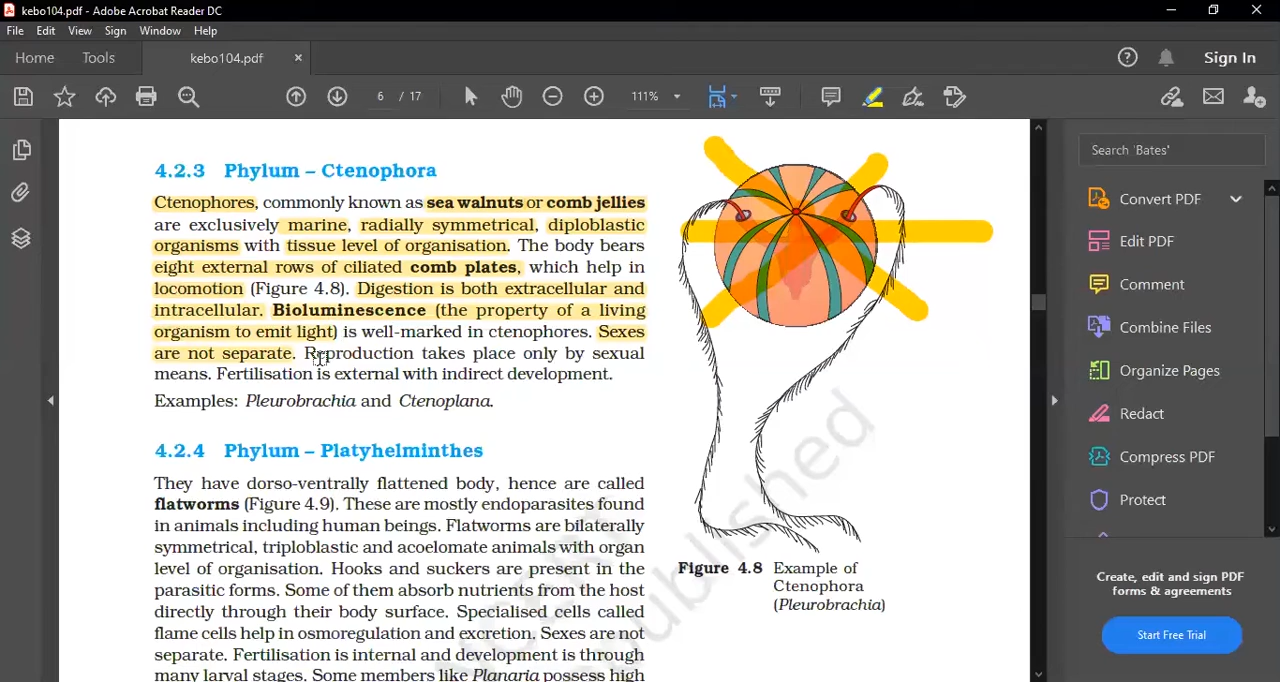 kebo104.pdf - Adobe Acrobat Reader DC
File Edit View Sign Window Help
Home Tools kebo104.pdf × Sign In
6 / 17 111%
4.2.3 Phylum – Ctenophora
Ctenophores, commonly known as sea walnuts or comb jellies
are exclusively marine, radially symmetrical, diploblastic
organisms with tissue level of organisation. The body bears
eight external rows of ciliated comb plates, which help in
locomotion (Figure 4.8). Digestion is both extracellular and
intracellular. Bioluminescence (the property of a living
organism to emit light) is well-marked in ctenophores. Sexes
are not separate. Reproduction takes place only by sexual
means. Fertilisation is external with indirect development.
Examples: Pleurobrachia and Ctenoplana.
4.2.4 Phylum – Platyhelminthes
They have dorso-ventrally flattened body, hence are called
flatworms (Figure 4.9). These are mostly endoparasites found
in animals including human beings. Flatworms are bilaterally
symmetrical, triploblastic and acoelomate animals with organ
level of organisation. Hooks and suckers are present in the
parasitic forms. Some of them absorb nutrients from the host
directly through their body surface. Specialised cells called
flame cells help in osmoregulation and excretion. Sexes are not
separate. Fertilisation is internal and development is through
many larval stages. Some members like Planaria possess high
Figure 4.8 Example of
Ctenophora
(Pleurobrachia)
NCERT
published
Search 'Bates'
Convert PDF
Edit PDF
Comment
Combine Files
Organize Pages
Redact
Compress PDF
Protect
Create, edit and sign PDF
forms & agreements
Start Free Trial